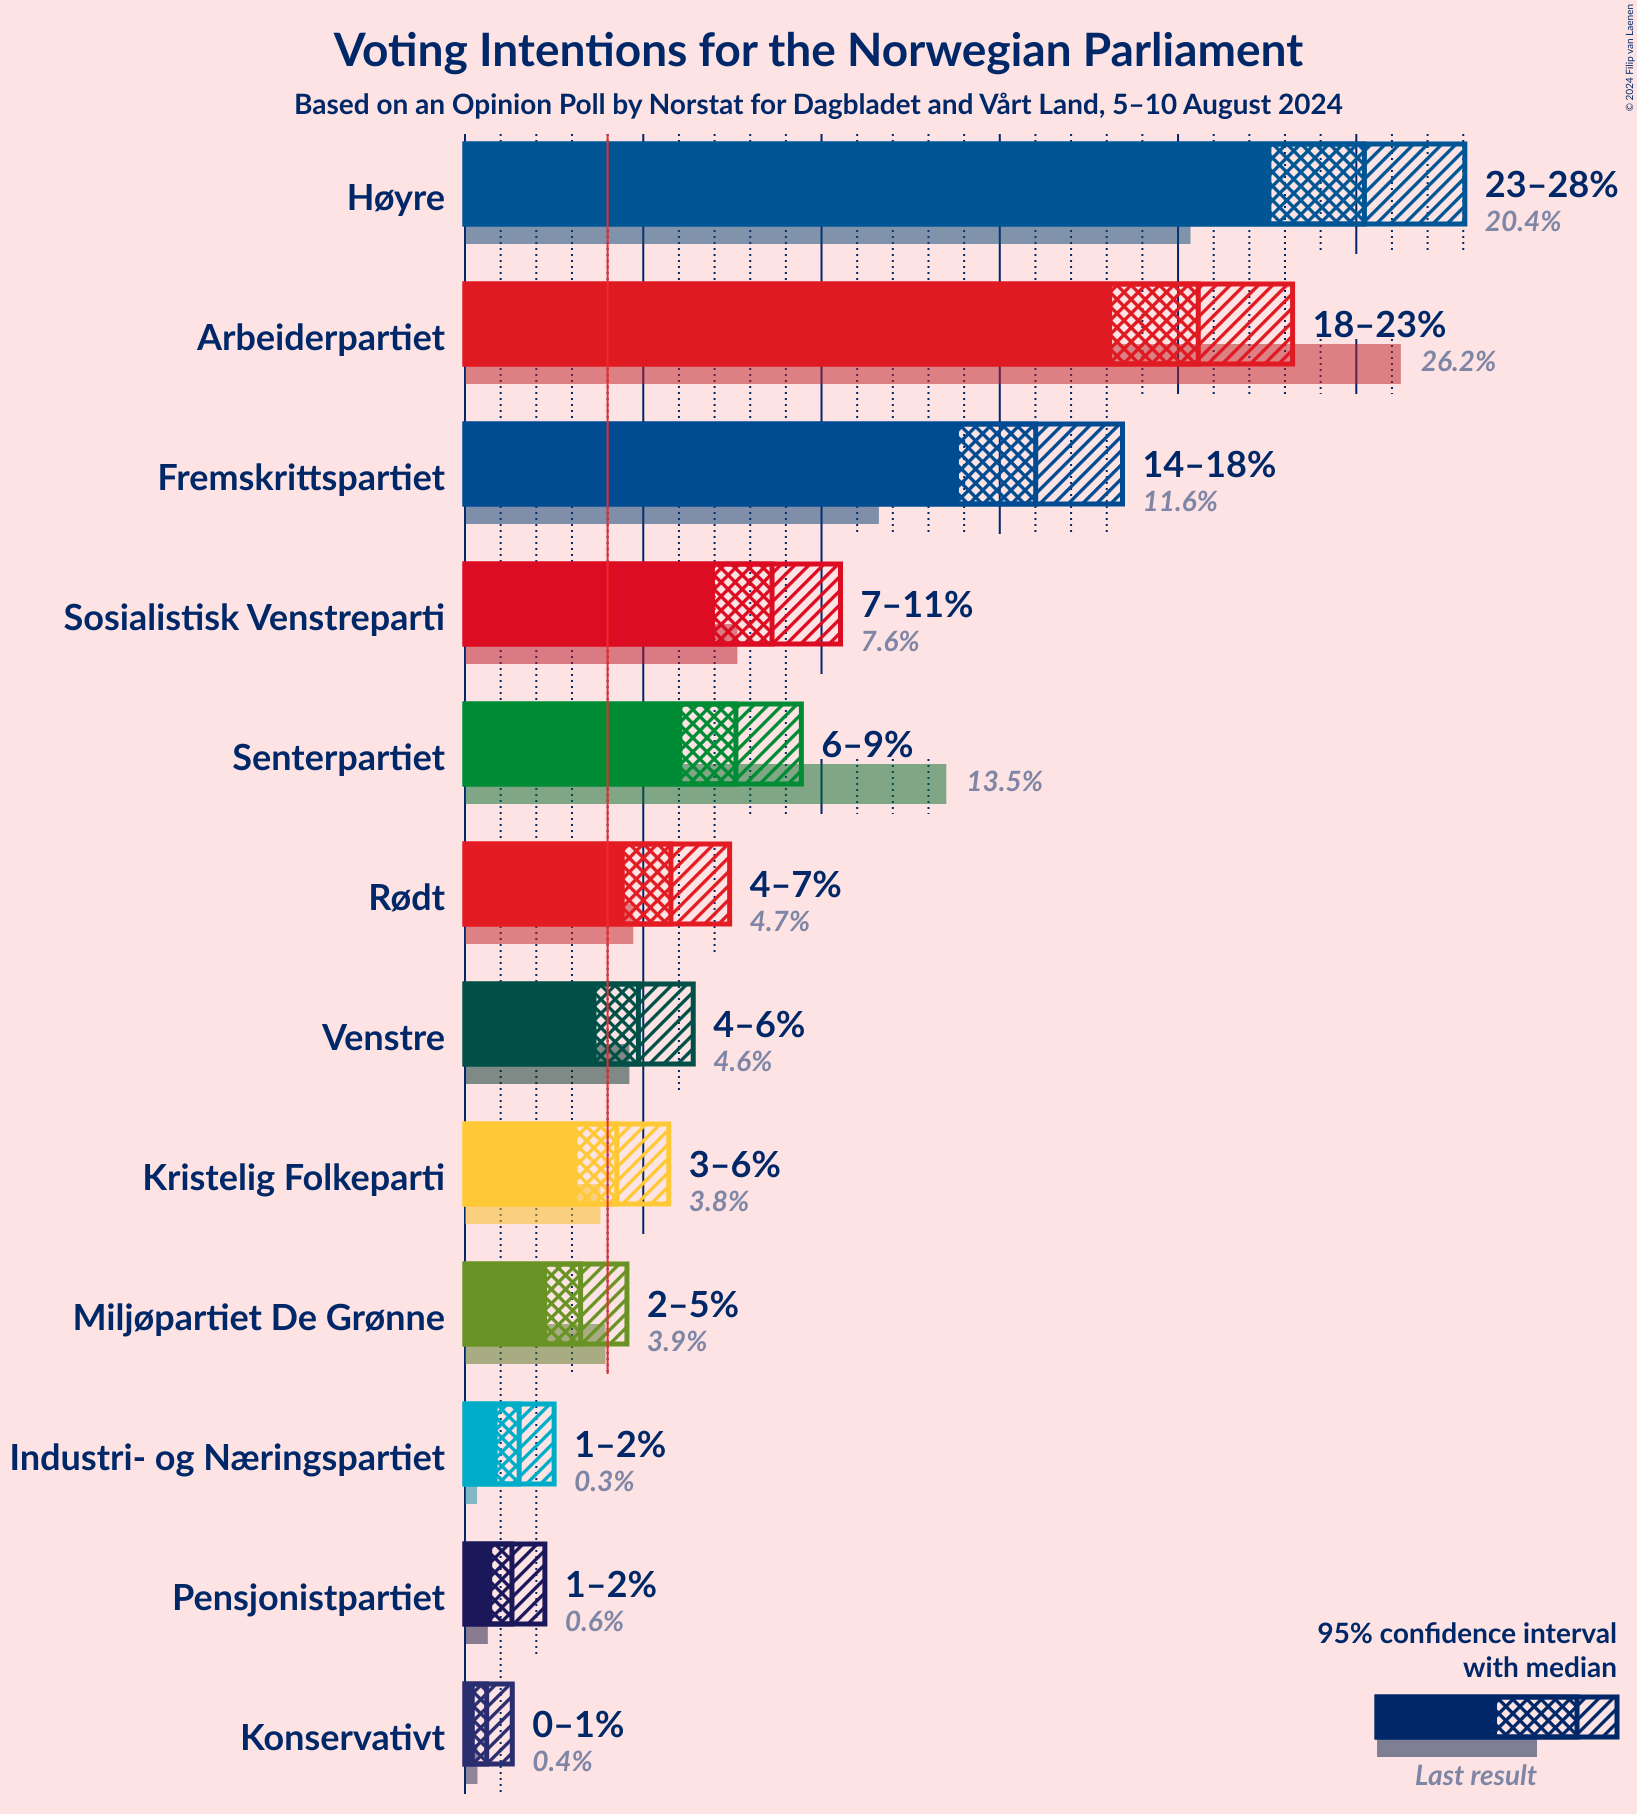 Voting Intentions for the Norwegian Parliament
Based on an Opinion Poll by Norstat for Dagbladet and Vårt Land, 5–10 August 2024
© 2024 Filip van Laenen
Høyre
23–28%
20.4%
Arbeiderpartiet
18–23%
26.2%
Fremskrittspartiet
14–18%
11.6%
Sosialistisk Venstreparti
7–11%
7.6%
Senterpartiet
6–9%
13.5%
Rødt
4–7%
4.7%
Venstre
4–6%
4.6%
Kristelig Folkeparti
3–6%
3.8%
Miljøpartiet De Grønne
2–5%
3.9%
Industri- og Næringspartiet
1–2%
0.3%
Pensjonistpartiet
1–2%
0.6%
Konservativt
0–1%
0.4%
95% confidence interval
with median
Last result